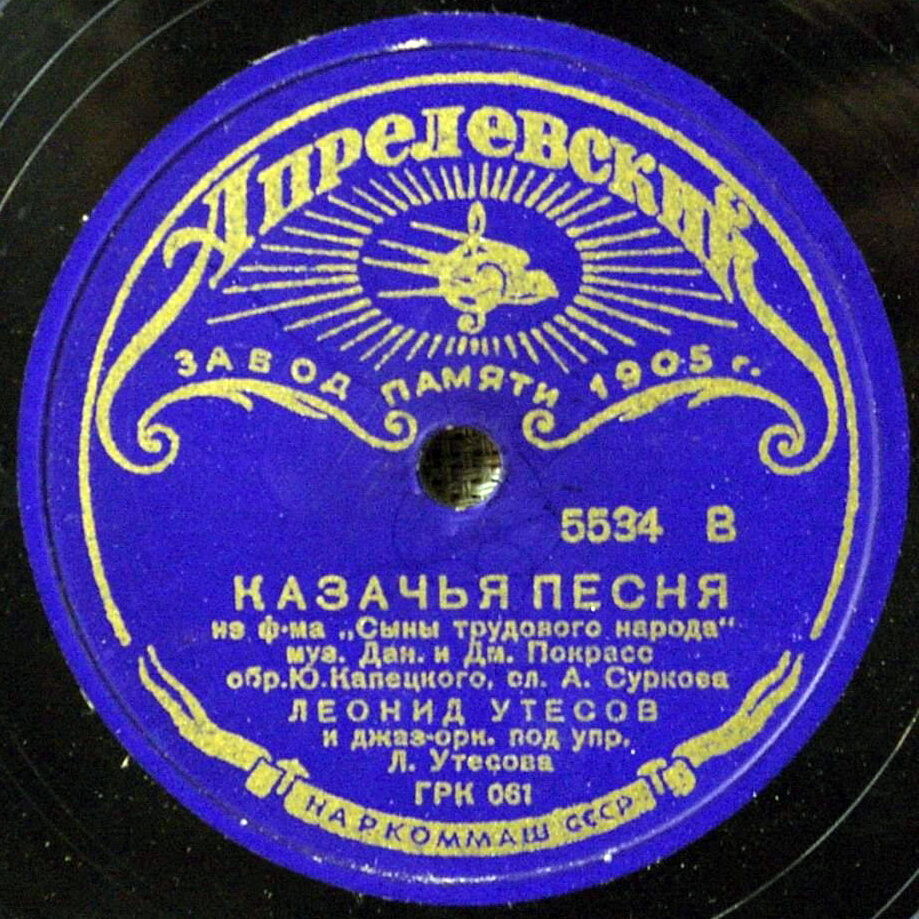 Апрелевский
ЗАВОД ПАМЯТИ 1905 г.
5534 В
КАЗАЧЬЯ ПЕСНЯ
из ф-ма „Сыны трудового народа"
муз. Дан. и Дм. Покрасс
обр. Ю. Капецкого, сл. А. Суркова
ЛЕОНИД УТЕСОВ
и джаз-орк. под упр.
Л. Утесова
ГРК 061
НАРКОММАШ СССР